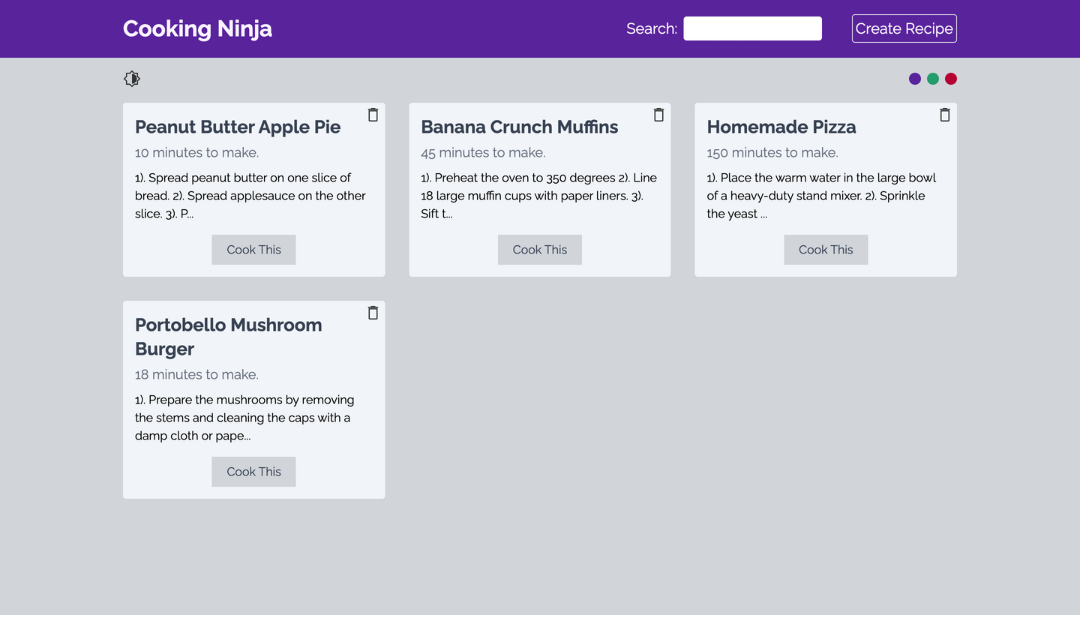 Cooking Ninja
Search:
Create Recipe
Peanut Butter Apple Pie
10 minutes to make.
1). Spread peanut butter on one slice of
bread. 2). Spread applesauce on the other
slice. 3). P...
Cook This
Banana Crunch Muffins
45 minutes to make.
1). Preheat the oven to 350 degrees 2). Line
18 large muffin cups with paper liners. 3).
Sift t...
Cook This
Homemade Pizza
150 minutes to make.
1). Place the warm water in the large bowl
of a heavy-duty stand mixer. 2). Sprinkle
the yeast ...
Cook This
Portobello Mushroom
Burger
18 minutes to make.
1). Prepare the mushrooms by removing
the stems and cleaning the caps with a
damp cloth or pape...
Cook This